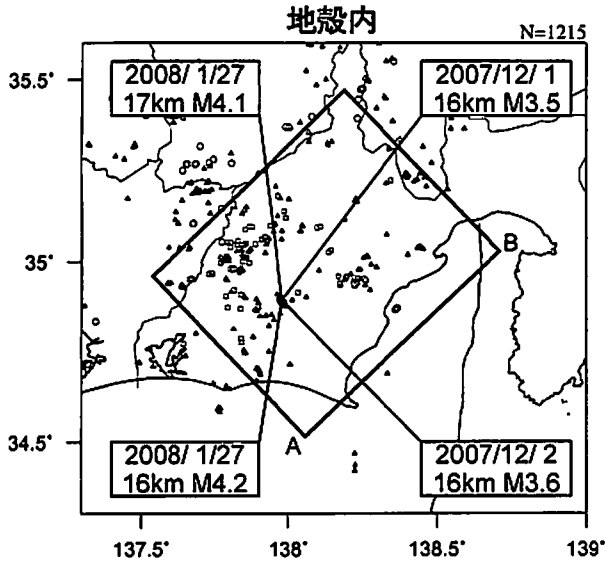 地殻内
N=1215
35.5°
2008/ 1/27
17km M4.1
2007/12/ 1
16km M3.5
35°
B
34.5°
A
2008/ 1/27
16km M4.2
2007/12/ 2
16km M3.6
137.5°
138°
138.5°
139°